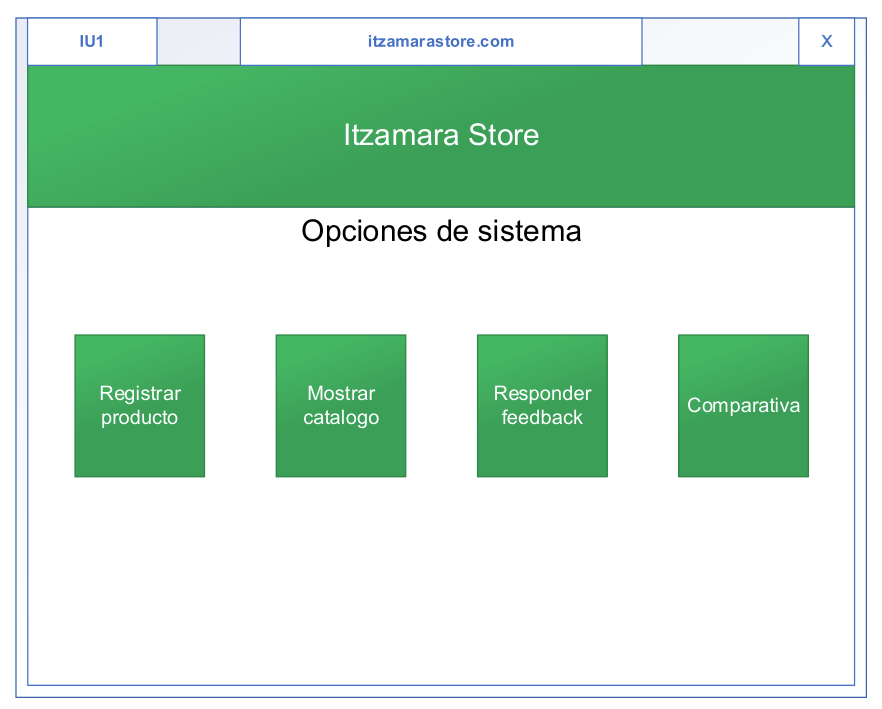 IU1
itzamarastore.com
X
Itzamara Store
Opciones de sistema
Registrar
producto
Mostrar
catalogo
Responder
feedback
Comparativa